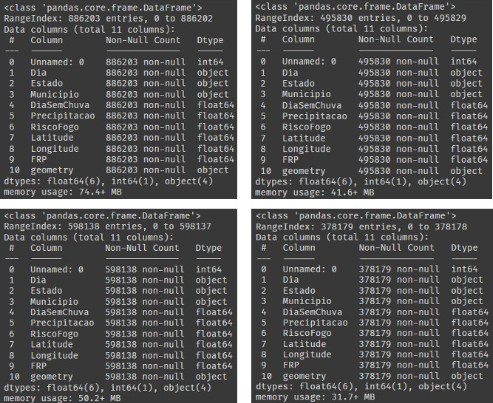 <class 'pandas.core.frame.DataFrame'>
RangeIndex: 886203 entries, 0 to 886202
Data columns (total 11 columns):
#   Column   Non-Null Count   Dtype
---   ------   --------------   -----
0   Unnamed: 0   886203 non-null   int64
1   Dia   886203 non-null   object
2   Estado   886203 non-null   object
3   Municipio   886203 non-null   object
4   DiaSemChuva   886203 non-null   float64
5   Precipitacao   886203 non-null   float64
6   RiscoFogo   886203 non-null   float64
7   Latitude   886203 non-null   float64
8   Longitude   886203 non-null   float64
9   FRP   886203 non-null   float64
10   geometry   886203 non-null   object
dtypes: float64(6), int64(1), object(4)
memory usage: 74.4+ MB
<class 'pandas.core.frame.DataFrame'>
RangeIndex: 495830 entries, 0 to 495829
Data columns (total 11 columns):
#   Column   Non-Null Count   Dtype
---   ------   --------------   -----
0   Unnamed: 0   495830 non-null   int64
1   Dia   495830 non-null   object
2   Estado   495830 non-null   object
3   Municipio   495830 non-null   object
4   DiaSemChuva   495830 non-null   float64
5   Precipitacao   495830 non-null   float64
6   RiscoFogo   495830 non-null   float64
7   Latitude   495830 non-null   float64
8   Longitude   495830 non-null   float64
9   FRP   495830 non-null   float64
10   geometry   495830 non-null   object
dtypes: float64(6), int64(1), object(4)
memory usage: 41.6+ MB
<class 'pandas.core.frame.DataFrame'>
RangeIndex: 598138 entries, 0 to 598137
Data columns (total 11 columns):
#   Column   Non-Null Count   Dtype
---   ------   --------------   -----
0   Unnamed: 0   598138 non-null   int64
1   Dia   598138 non-null   object
2   Estado   598138 non-null   object
3   Municipio   598138 non-null   object
4   DiaSemChuva   598138 non-null   float64
5   Precipitacao   598138 non-null   float64
6   RiscoFogo   598138 non-null   float64
7   Latitude   598138 non-null   float64
8   Longitude   598138 non-null   float64
9   FRP   598138 non-null   float64
10   geometry   598138 non-null   object
dtypes: float64(6), int64(1), object(4)
memory usage: 50.2+ MB
<class 'pandas.core.frame.DataFrame'>
RangeIndex: 378179 entries, 0 to 378178
Data columns (total 11 columns):
#   Column   Non-Null Count   Dtype
---   ------   --------------   -----
0   Unnamed: 0   378179 non-null   int64
1   Dia   378179 non-null   object
2   Estado   378179 non-null   object
3   Municipio   378179 non-null   object
4   DiaSemChuva   378179 non-null   float64
5   Precipitacao   378179 non-null   float64
6   RiscoFogo   378179 non-null   float64
7   Latitude   378179 non-null   float64
8   Longitude   378179 non-null   float64
9   FRP   378179 non-null   float64
10   geometry   378179 non-null   object
dtypes: float64(6), int64(1), object(4)
memory usage: 31.7+ MB